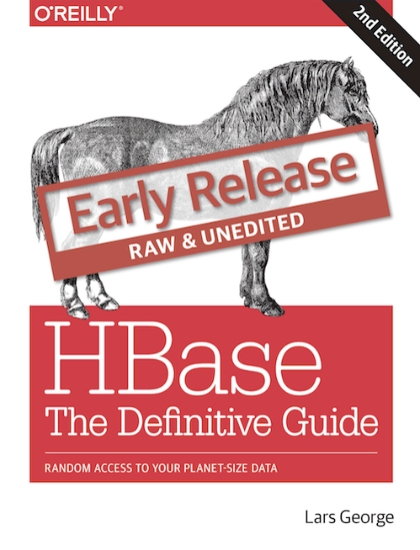 O'REILLY®
2nd Edition
Early Release
RAW & UNEDITED
HBase
The Definitive Guide
RANDOM ACCESS TO YOUR PLANET-SIZE DATA
Lars George